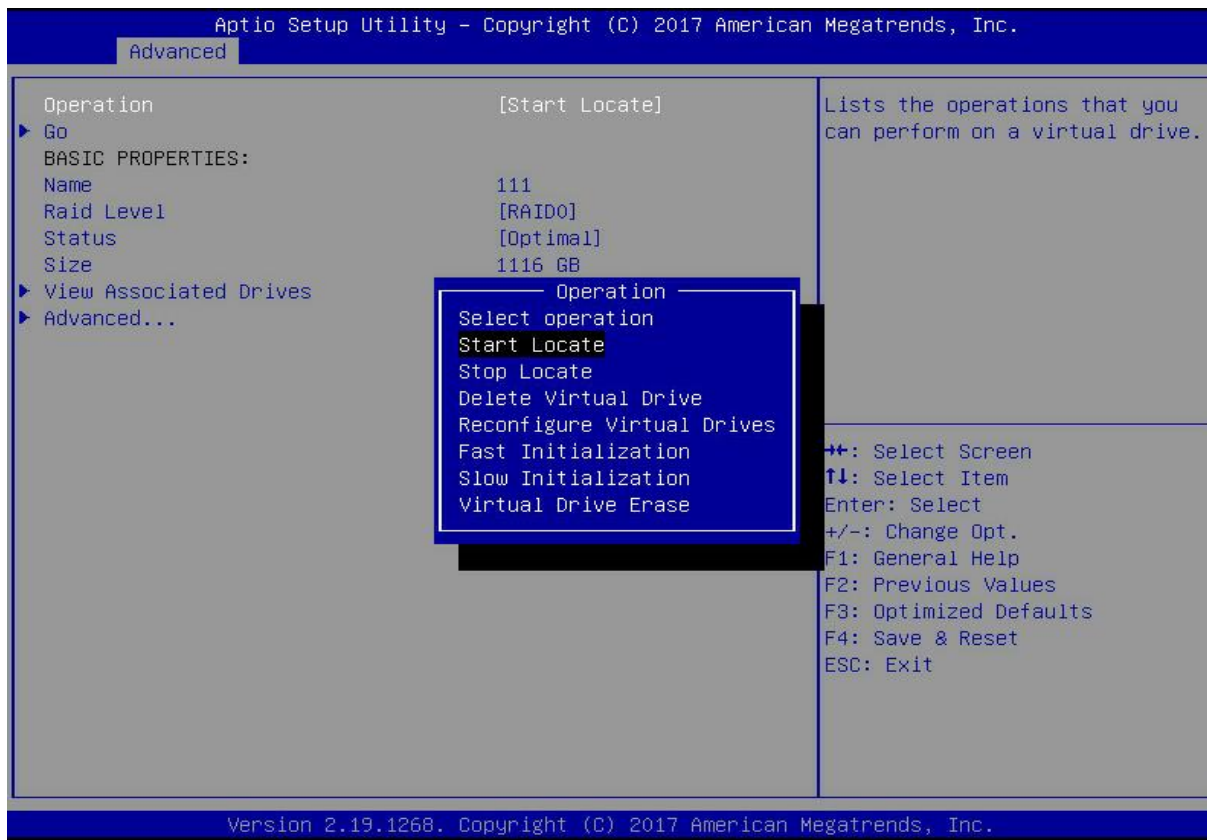 Aptio Setup Utility – Copyright (C) 2017 American Megatrends, Inc.
Advanced
Operation [Start Locate]
Go
BASIC PROPERTIES:
Name 111
Raid Level [RAID0]
Status [Optimal]
Size 1116 GB
View Associated Drives
Advanced...
Operation
Select operation
Start Locate
Stop Locate
Delete Virtual Drive
Reconfigure Virtual Drives
Fast Initialization
Slow Initialization
Virtual Drive Erase
Lists the operations that you
can perform on a virtual drive.
→←: Select Screen
↑↓: Select Item
Enter: Select
+/-: Change Opt.
F1: General Help
F2: Previous Values
F3: Optimized Defaults
F4: Save & Reset
ESC: Exit
Version 2.19.1268. Copyright (C) 2017 American Megatrends, Inc.